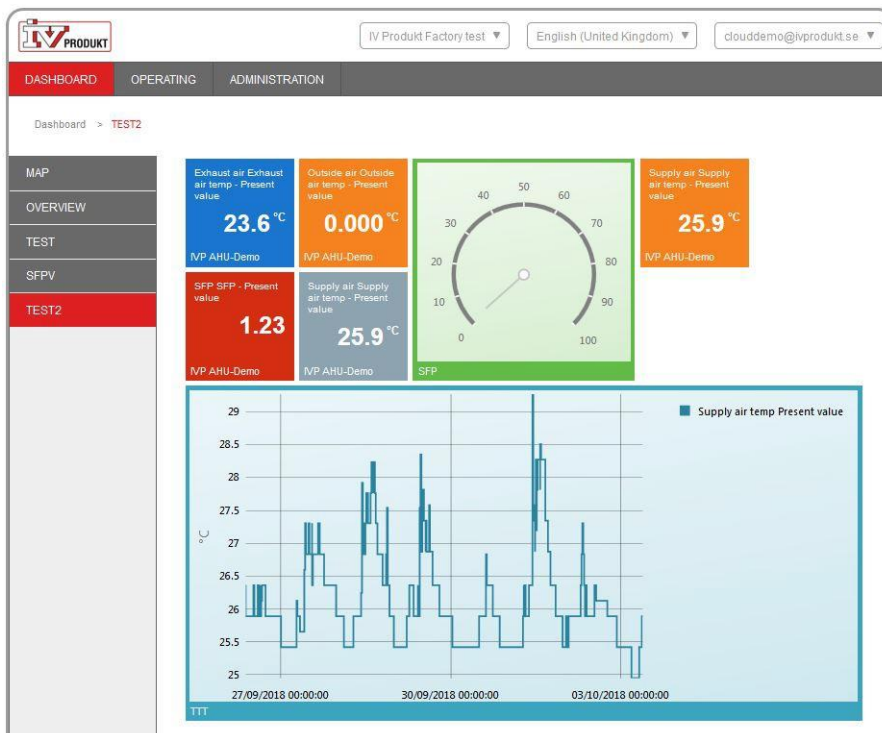 IV PRODUKT
IV Produkt Factory test ▼
English (United Kingdom) ▼
clouddemo@ivprodukt.se ▼
DASHBOARD
OPERATING
ADMINISTRATION
Dashboard > TEST2
MAP
OVERVIEW
TEST
SFPV
TEST2
Exhaust air Exhaust
air temp - Present
value
23.6 °C
IVP AHU-Demo
Outside air Outside
air temp - Present
value
0.000 °C
IVP AHU-Demo
SFP SFP - Present
value
1.23
IVP AHU-Demo
Supply air Supply
air temp - Present
value
25.9 °C
IVP AHU-Demo
0
10
20
30
40
50
60
70
80
90
100
SFP
Supply air Supply
air temp - Present
value
25.9 °C
IVP AHU-Demo
29
28.5
28
27.5
27
26.5
26
25.5
25
°C
27/09/2018 00:00:00
30/09/2018 00:00:00
03/10/2018 00:00:00
Supply air temp Present value
TTT